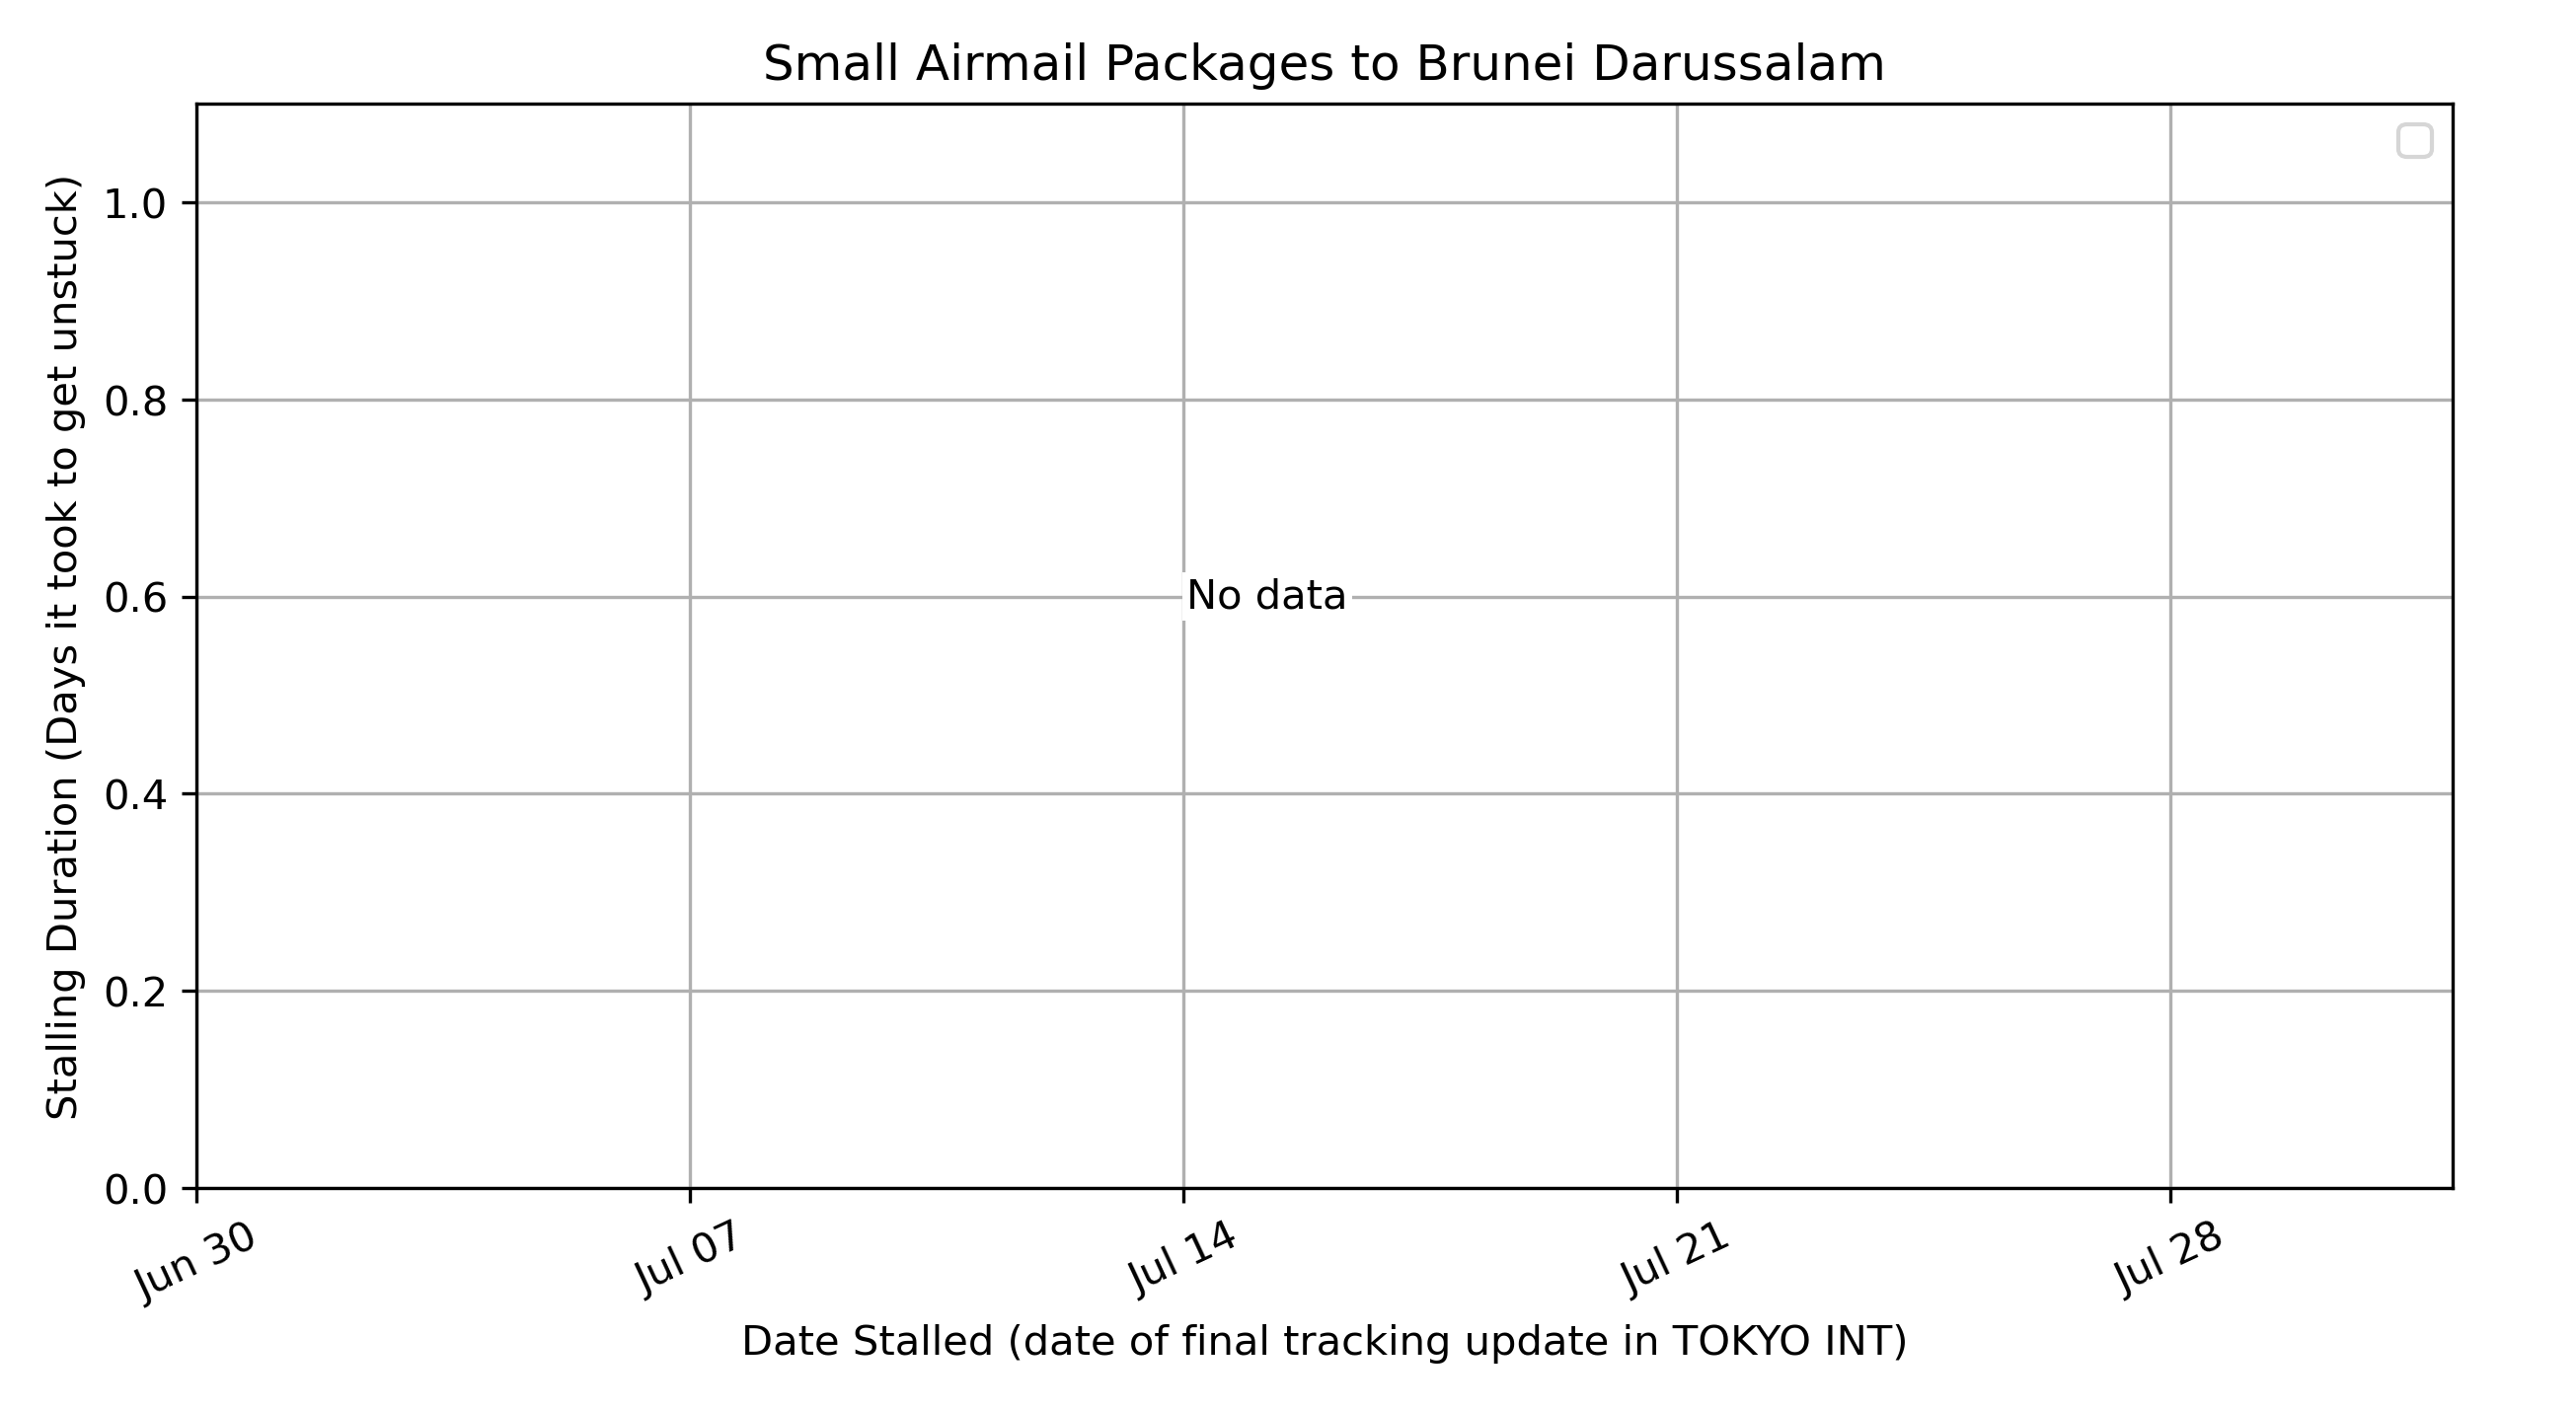 Small Airmail Packages to Brunei Darussalam
Stalling Duration (Days it took to get unstuck)
1.0
0.8
0.6
0.4
0.2
0.0
No data
Jun 30
Jul 07
Jul 14
Jul 21
Jul 28
Date Stalled (date of final tracking update in TOKYO INT)